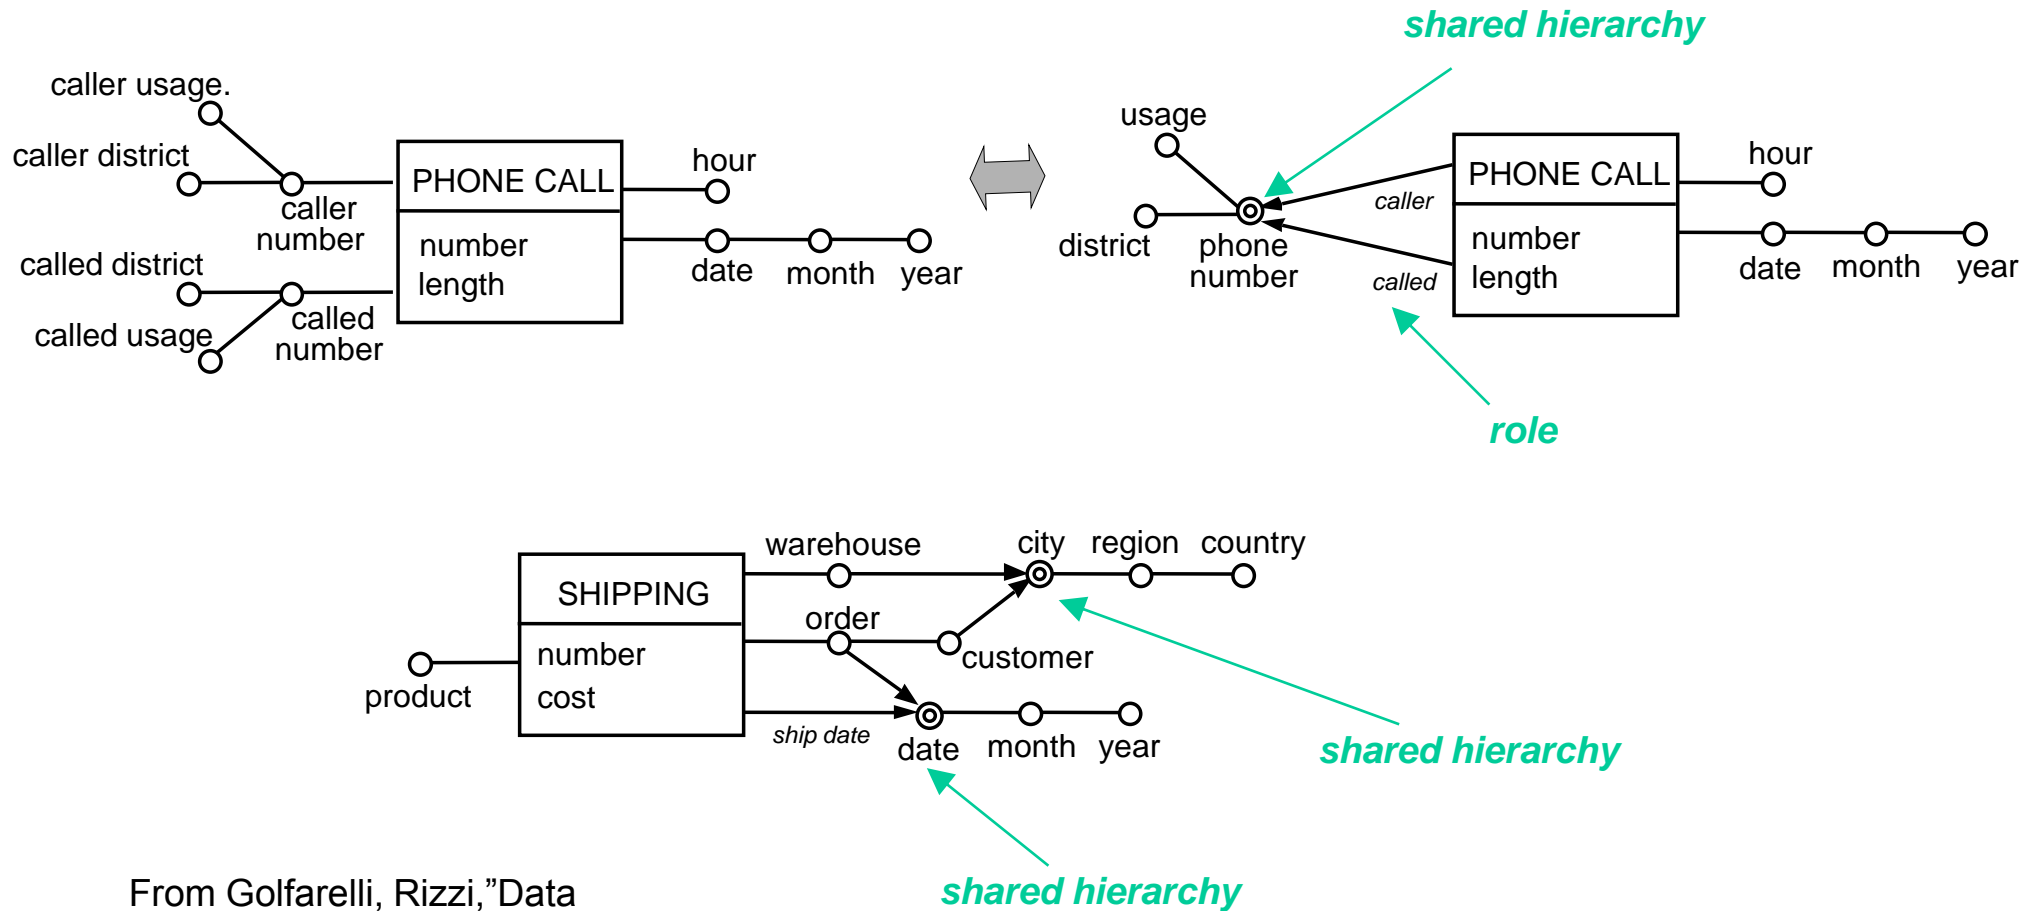 shared hierarchy
caller usage.
caller district
caller
number
called district
called usage
called
number
PHONE CALL
number
length
hour
date
month
year
usage
district
phone
number
caller
called
PHONE CALL
number
length
hour
date
month
year
role
SHIPPING
number
cost
product
warehouse
city
region
country
order
customer
ship date
date
month
year
shared hierarchy
shared hierarchy
From Golfarelli, Rizzi,”Data